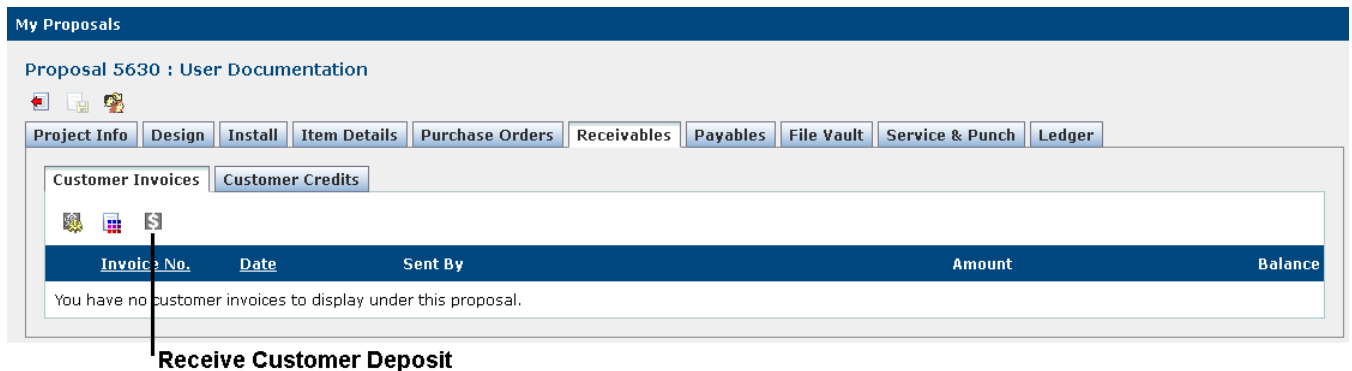 My Proposals
Proposal 5630 : User Documentation
Project Info Design Install Item Details Purchase Orders Receivables Payables File Vault Service & Punch Ledger
Customer Invoices Customer Credits
$
Invoice No. Date Sent By Amount Balance
You have no customer invoices to display under this proposal.
Receive Customer Deposit